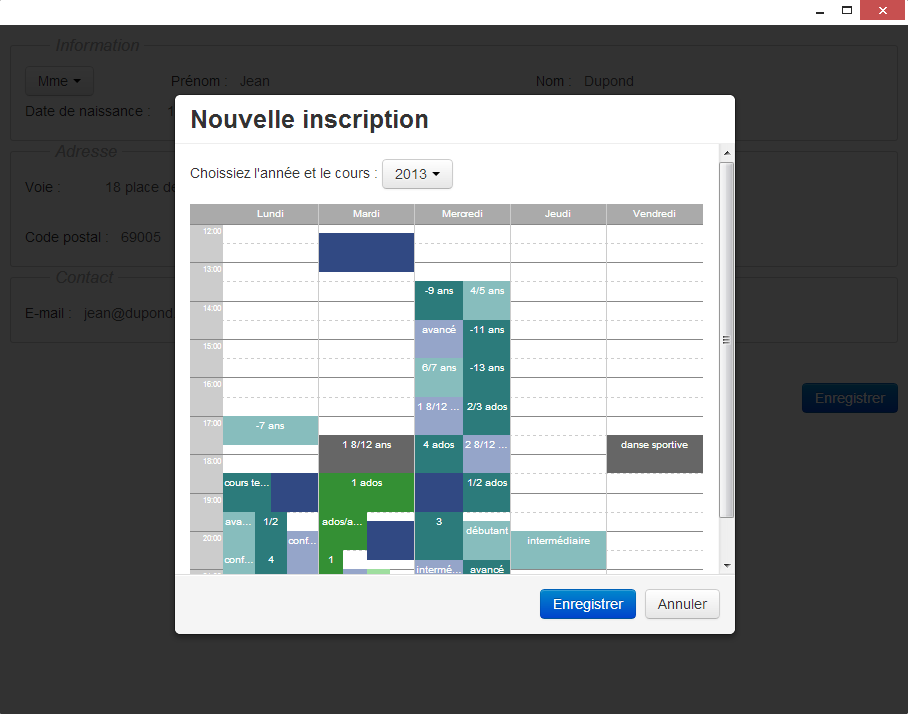 Information
Mme Prénom : Jean Nom : Dupond
Date de naissance :
Adresse
Voie : 18 place de
Code postal : 69005
Contact
E-mail : jean@dupond.
Enregistrer
Nouvelle inscription
Choissiez l'année et le cours : 2013
Lundi Mardi Mercredi Jeudi Vendredi
12:00
13:00
-9 ans 4/5 ans
14:00
avancé -11 ans
15:00
6/7 ans -13 ans
16:00
1 8/12 ... 2/3 ados
17:00
-7 ans
1 8/12 ans 4 ados 2 8/12 ... danse sportive
18:00
cours te... 1 ados 1/2 ados
19:00
ava... 1/2 ados/a... 3
débutant
20:00
conf... intermédiaire
conf... 4 1
intermé... avancé
Enregistrer Annuler